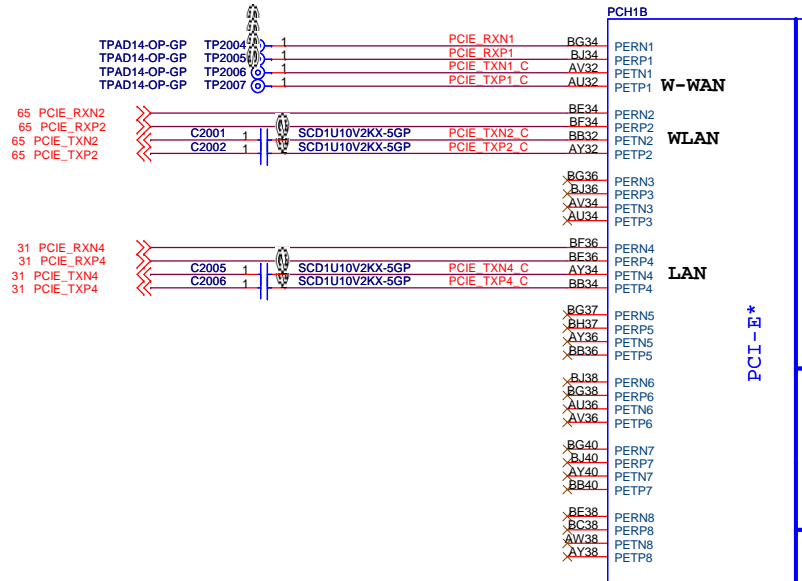 PCH1B
TPAD14-OP-GP TP2004 1 PCIE_RXN1 BG34 PERN1
TPAD14-OP-GP TP2005 1 PCIE_RXP1 BJ34 PERP1
TPAD14-OP-GP TP2006 1 PCIE_TXN1_C AV32 PETN1
TPAD14-OP-GP TP2007 1 PCIE_TXP1_C AU32 PETP1
W-WAN
65 PCIE_RXN2 BE34 PERN2
65 PCIE_RXP2 BF34 PERP2
65 PCIE_TXN2 C2001 1 SCD1U10V2KX-5GP PCIE_TXN2_C BB32 PETN2 WLAN
65 PCIE_TXP2 C2002 1 SCD1U10V2KX-5GP PCIE_TXP2_C AY32 PETP2
BG36 PERN3
BJ36 PERP3
AV34 PETN3
AU34 PETP3
31 PCIE_RXN4 BF36 PERN4
31 PCIE_RXP4 BE36 PERP4
31 PCIE_TXN4 C2005 1 SCD1U10V2KX-5GP PCIE_TXN4_C AY34 PETN4 LAN
31 PCIE_TXP4 C2006 1 SCD1U10V2KX-5GP PCIE_TXP4_C BB34 PETP4
BG37 PERN5
BH37 PERP5
AY36 PETN5
BB36 PETP5
PCI-E*
BJ38 PERN6
BG38 PERP6
AU36 PETN6
AV36 PETP6
BG40 PERN7
BJ40 PERP7
AY40 PETN7
BB40 PETP7
BE38 PERN8
BC38 PERP8
AW38 PETN8
AY38 PETP8